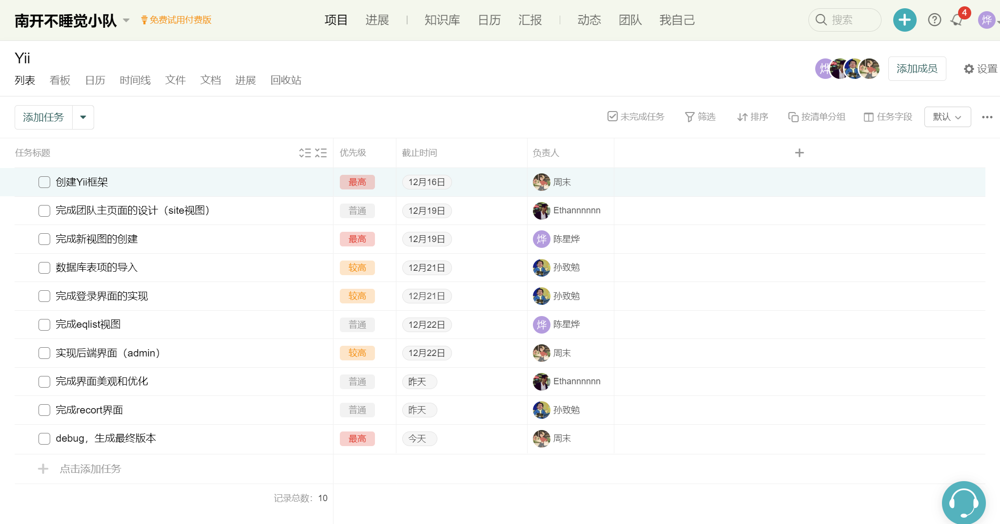 南开不睡觉小队 免费试用付费版 项目 进展 知识库 日历 汇报 动态 团队 我自己 搜索 4 烨
Yii
烨 添加成员 设置
列表 看板 日历 时间线 文件 文档 进展 回收站
添加任务 未完成任务 筛选 排序 按清单分组 任务字段 默认
任务标题 优先级 截止时间 负责人
创建Yii框架 最高 12月16日 周末
完成团队主页面的设计（site视图） 普通 12月19日 Ethannnnnn
完成新视图的创建 最高 12月19日 烨 陈星烨
数据库表项的导入 较高 12月21日 孙致勉
完成登录界面的实现 较高 12月21日 孙致勉
完成eqlist视图 普通 12月22日 烨 陈星烨
实现后端界面（admin） 较高 12月22日 周末
完成界面美观和优化 普通 昨天 Ethannnnnn
完成recort界面 普通 昨天 孙致勉
debug，生成最终版本 最高 今天 周末
点击添加任务
记录总数：10